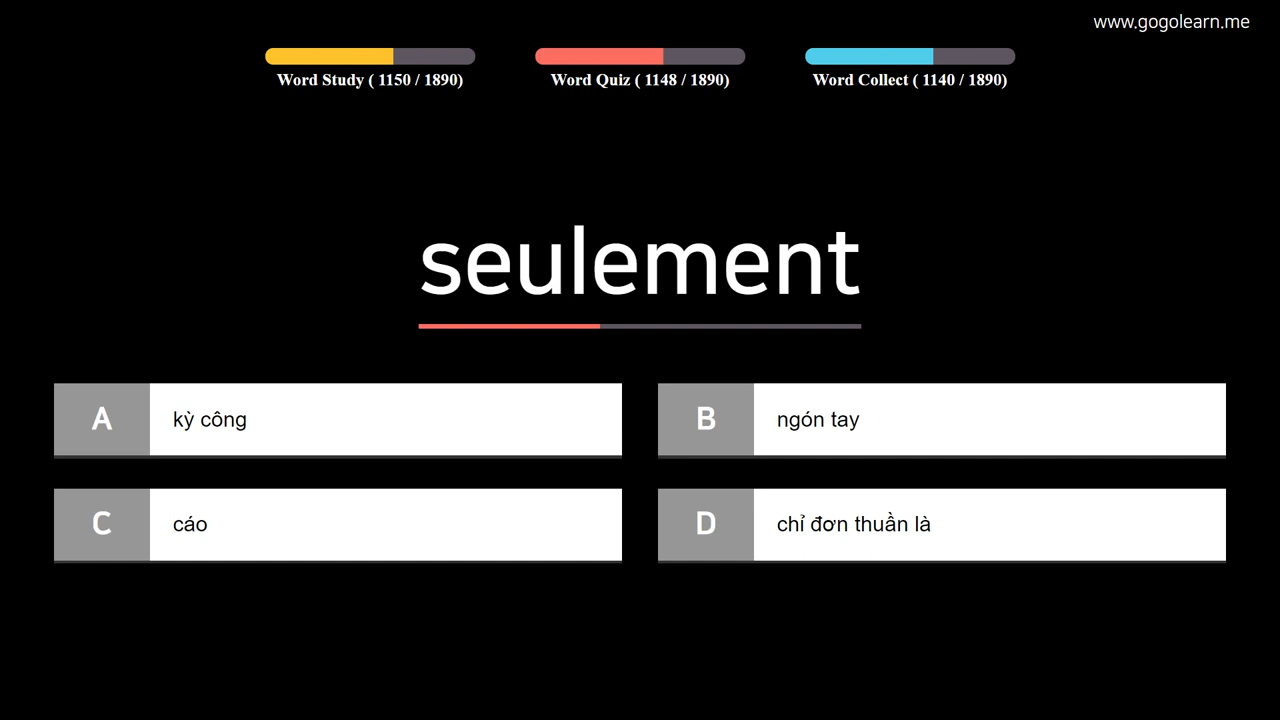 www.gogolearn.me
Word Study ( 1150 / 1890)
Word Quiz ( 1148 / 1890)
Word Collect ( 1140 / 1890)
seulement
A
kỳ công
B
ngón tay
C
cáo
D
chỉ đơn thuần là